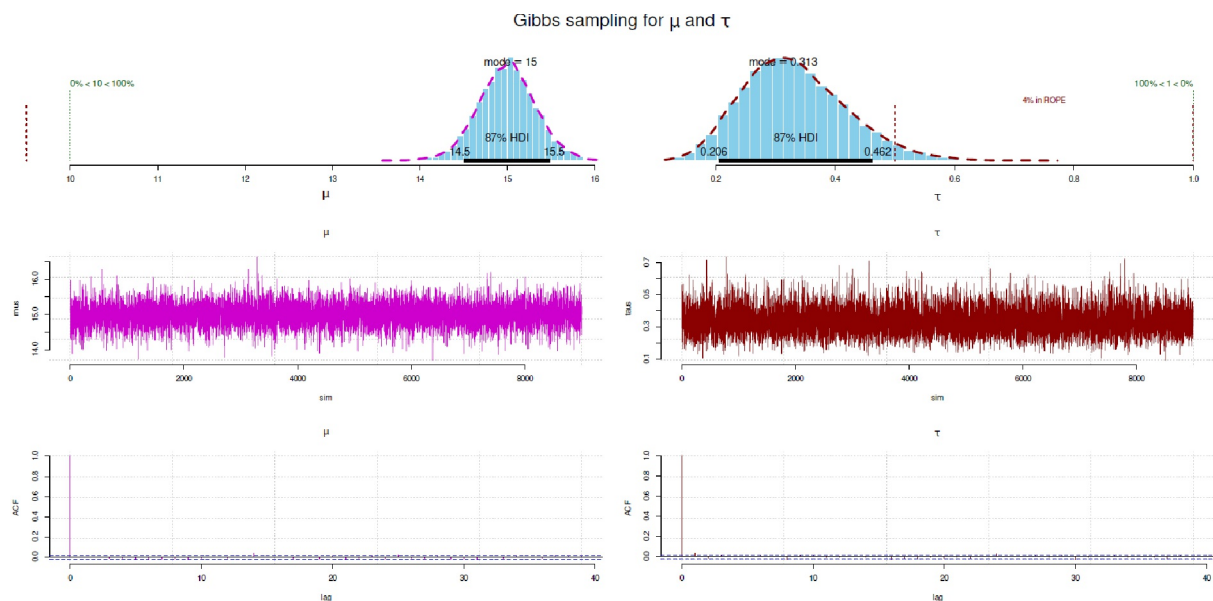 Gibbs sampling for μ and τ
mode = 15
0% < 10 < 100%
87% HDI
14.5 15.5
10 11 12 13 14 15 16
μ
mode = 0.313
100% < 1 < 0%
4% in ROPE
87% HDI
0.206 0.462
0.2 0.4 0.6 0.8 1.0
τ
μ
mus
16.0
15.0
14.0
0 2000 4000 6000 8000
sim
τ
taus
0.7
0.5
0.3
0.1
0 2000 4000 6000 8000
sim
μ
ACF
1.0
0.8
0.6
0.4
0.2
0.0
0 10 20 30 40
lag
τ
ACF
1.0
0.8
0.6
0.4
0.2
0.0
0 10 20 30 40
lag